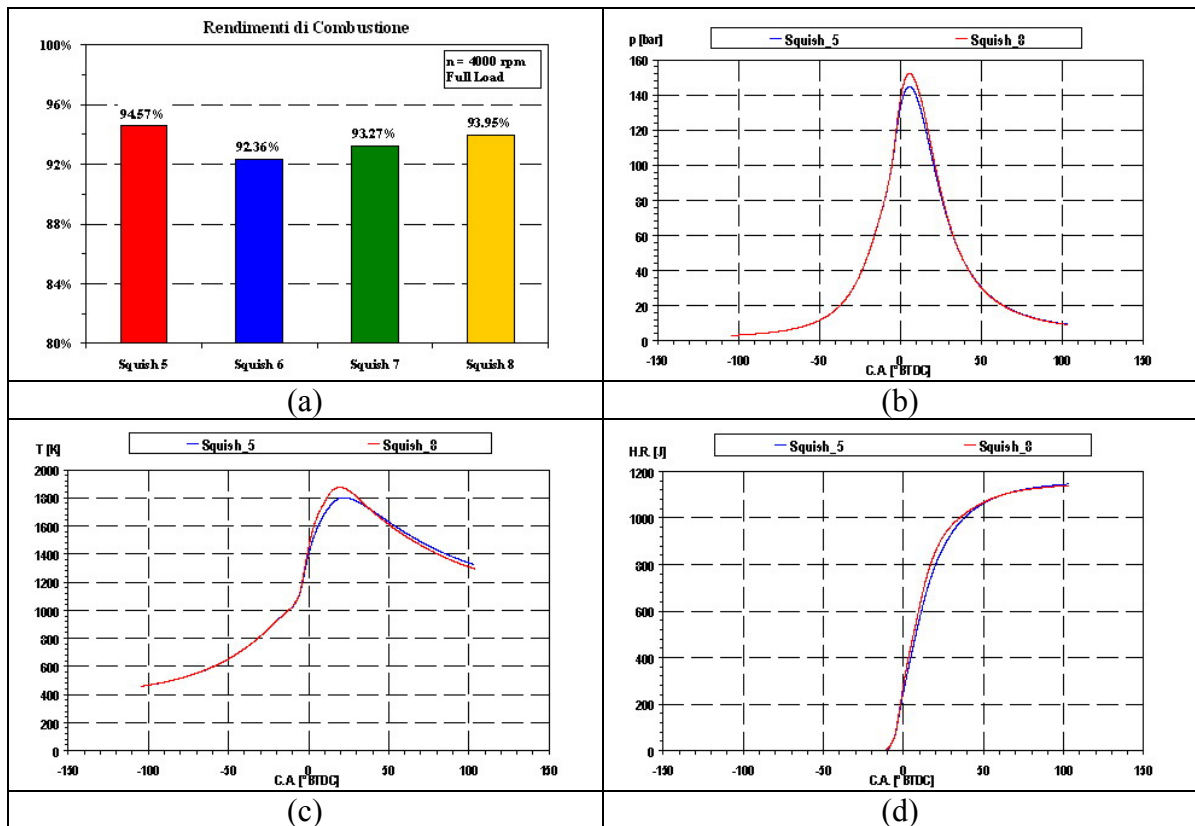 Rendimenti di Combustione
100%
96%
92%
88%
84%
80%
n = 4000 rpm
Full Load
94.57%
92.36%
93.27%
93.95%
Squish 5 Squish 6 Squish 7 Squish 8
(a)
p [bar]
Squish_5 Squish_8
160
140
120
100
80
60
40
20
0
-150 -100 -50 0 50 100 150
C.A. [°BTDC]
(b)
T [K]
Squish_5 Squish_8
2000
1800
1600
1400
1200
1000
800
600
400
200
0
-150 -100 -50 0 50 100 150
C.A. [°BTDC]
(c)
H.R. [J]
Squish_5 Squish_8
1200
1000
800
600
400
200
0
-150 -100 -50 0 50 100 150
C.A. [°BTDC]
(d)